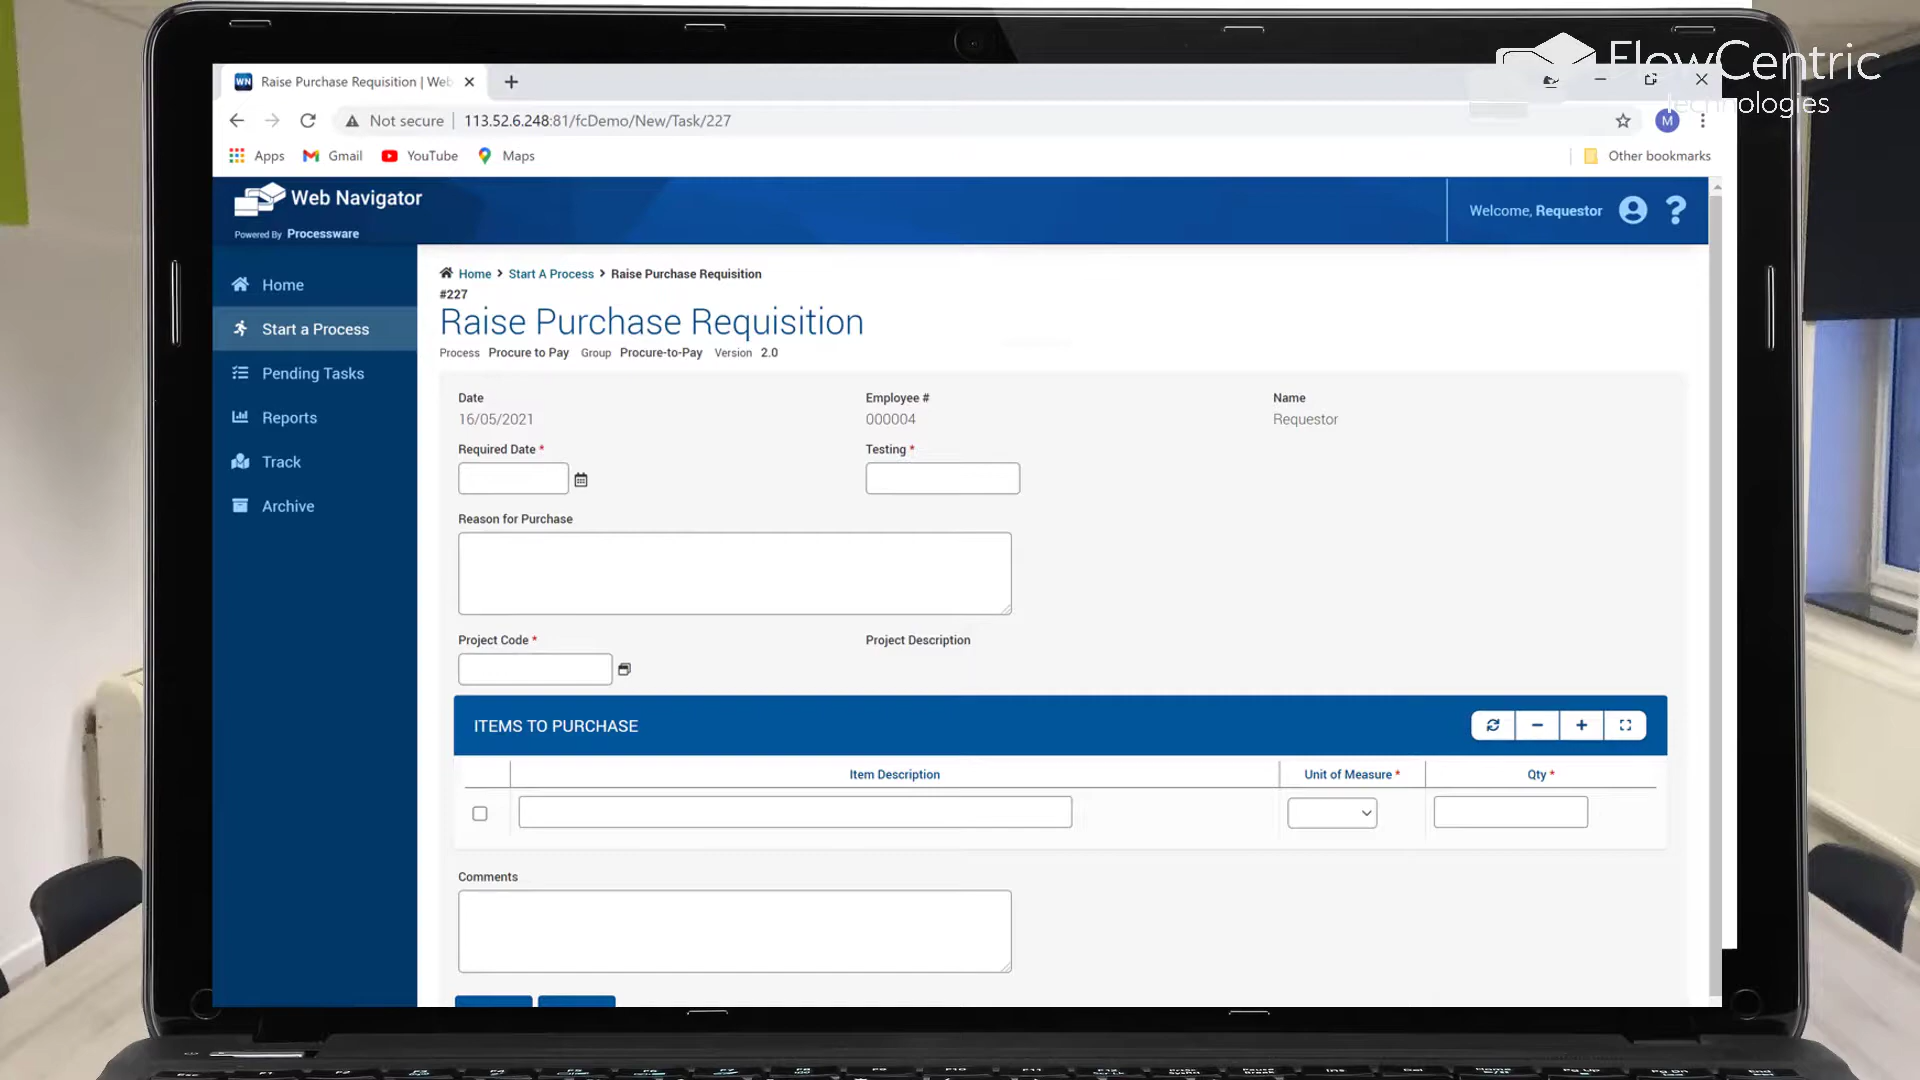 FlowCentric
Technologies
WN Raise Purchase Requisition | Web
Not secure 113.52.6.248:81/fcDemo/New/Task/227
M
Apps Gmail YouTube Maps Other bookmarks
Web Navigator
Powered By Processware
Welcome, Requestor ?
Home
Start a Process
Pending Tasks
Reports
Track
Archive
Home > Start A Process > Raise Purchase Requisition
#227
Raise Purchase Requisition
Process Procure to Pay Group Procure-to-Pay Version 2.0
Date Employee # Name
16/05/2021 000004 Requestor
Required Date * Testing *
Reason for Purchase
Project Code * Project Description
ITEMS TO PURCHASE
Item Description Unit of Measure * Qty *
Comments